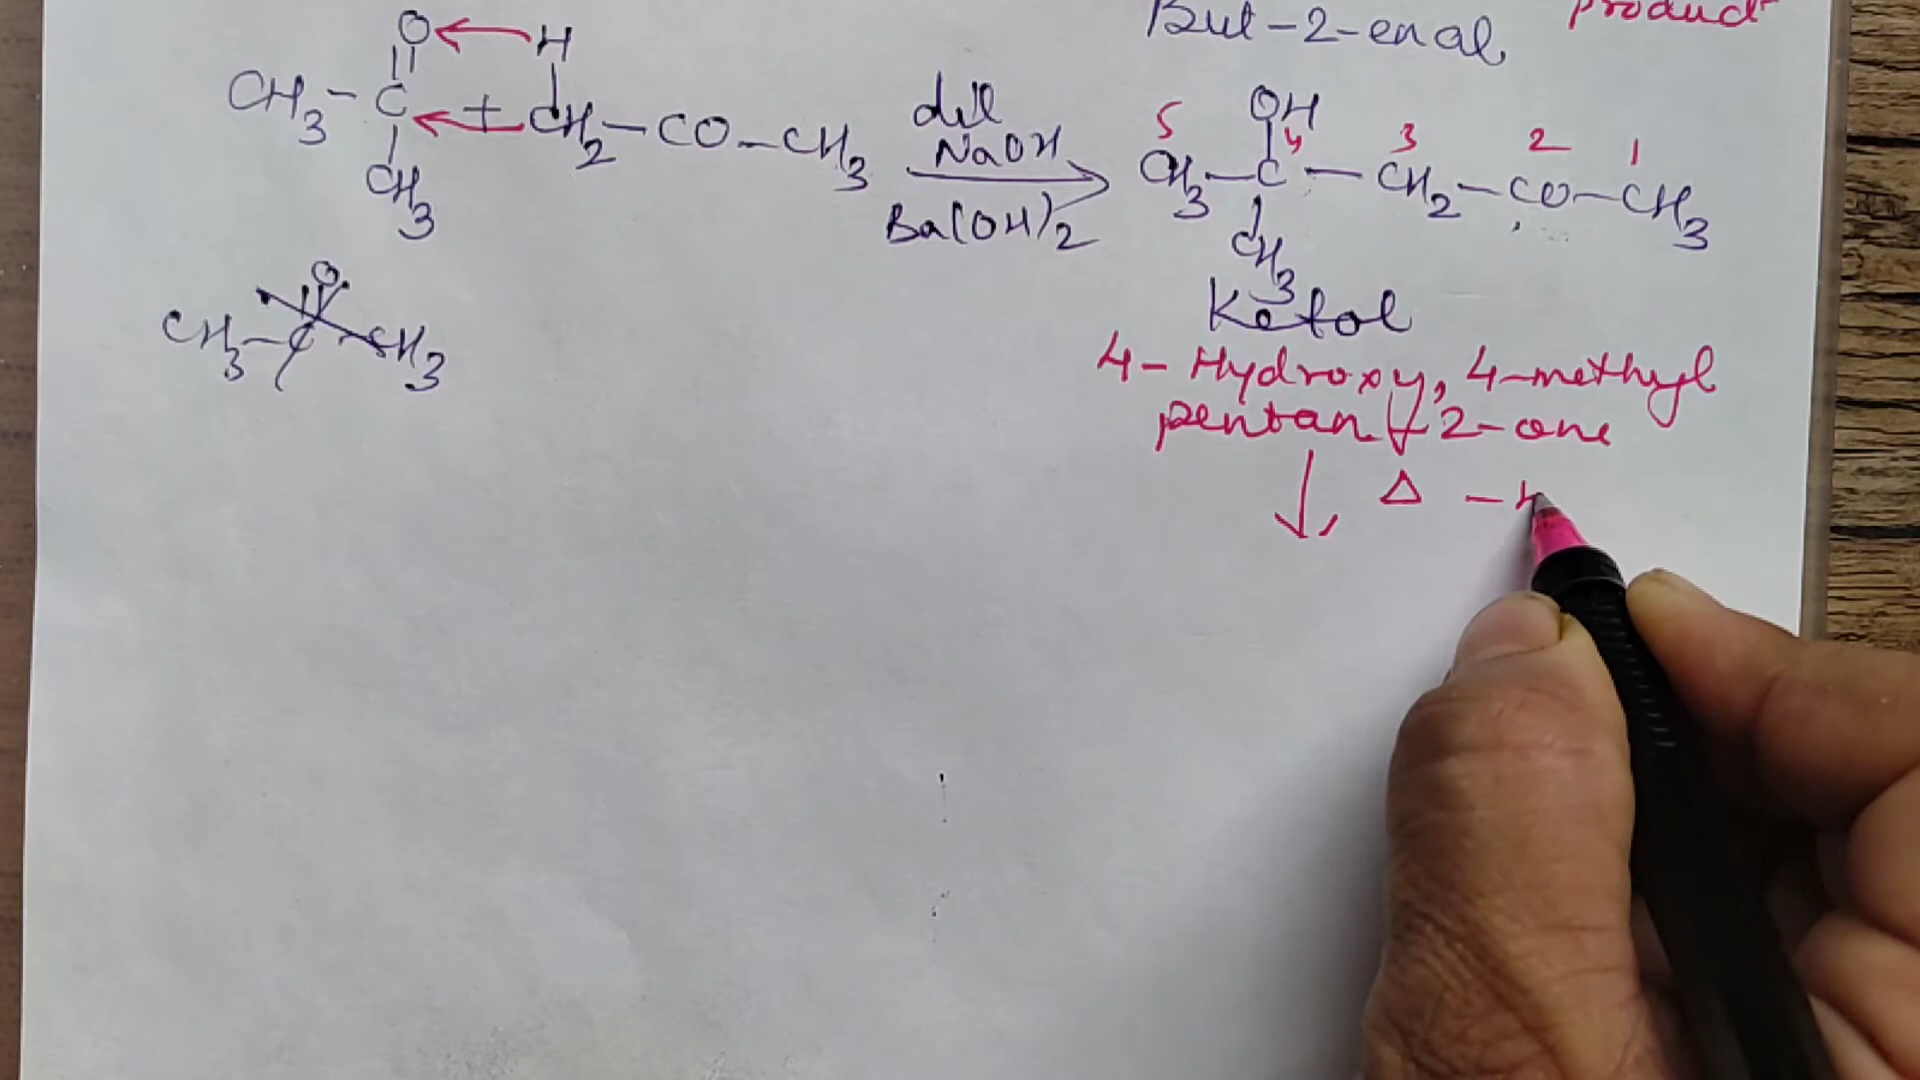 But-2-enal product
O H
CH3-C + CH2-CO-CH3
CH3
dil
NaOH
Ba(OH)2
5 OH 4 3 2 1
CH3-C-CH2-CO-CH3
CH3
O
CH3-C-CH3
Ketol
4-Hydroxy, 4-methyl
pentan-2-one
Δ -H